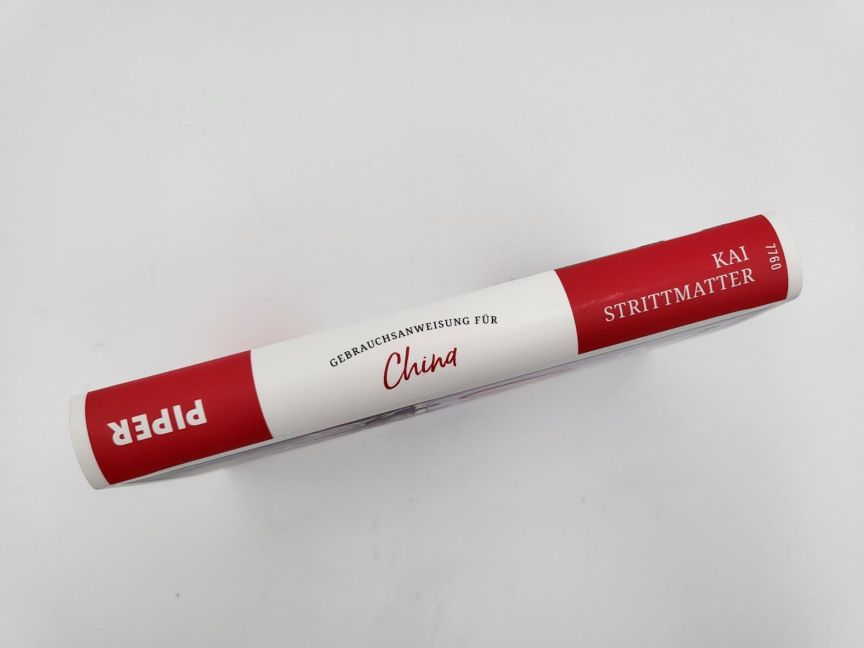 PIPER
GEBRAUCHSANWEISUNG FÜR
China
KAI
STRITTMATTER
7760